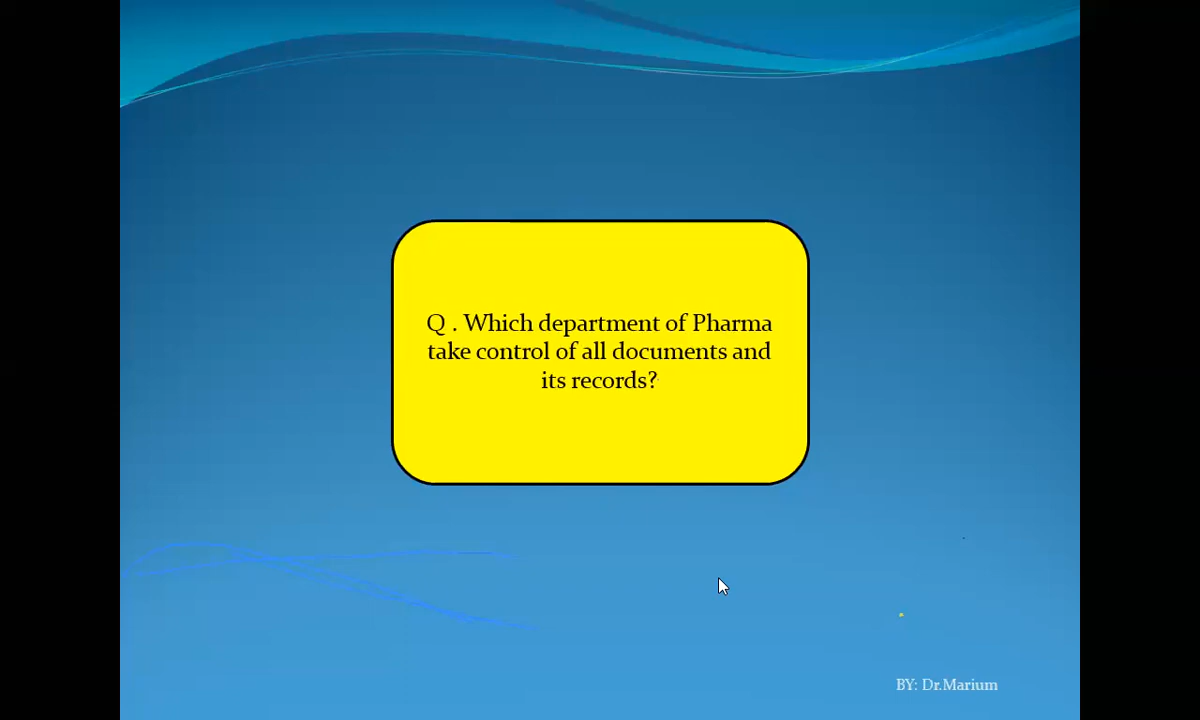 Q . Which department of Pharma
take control of all documents and
its records?
BY: Dr.Marium